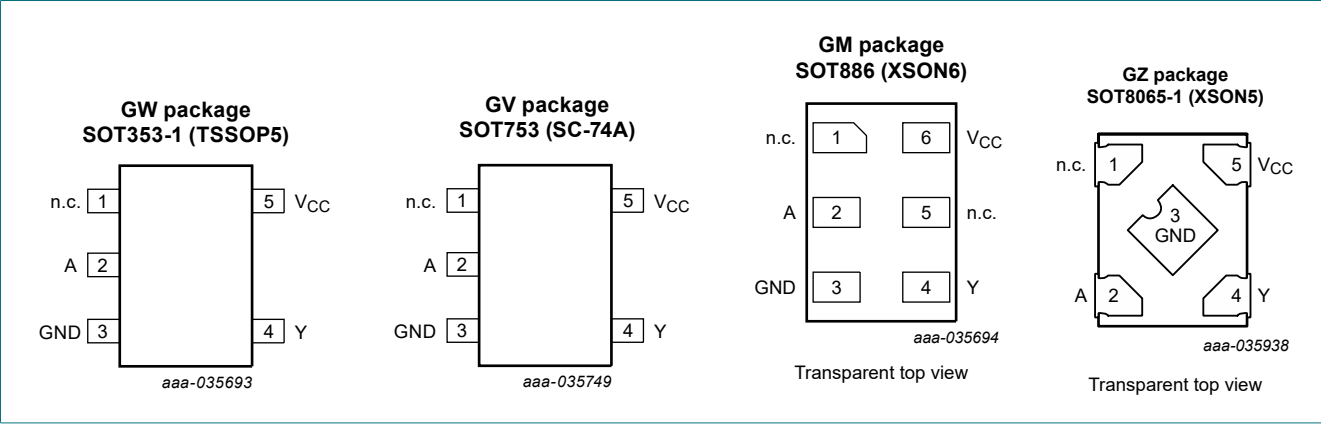 GW package
SOT353-1 (TSSOP5)
n.c. 1
5 VCC
A 2
GND 3
4 Y
aaa-035693
GV package
SOT753 (SC-74A)
n.c. 1
5 VCC
A 2
GND 3
4 Y
aaa-035749
GM package
SOT886 (XSON6)
n.c. 1
6 VCC
A 2
5 n.c.
GND 3
4 Y
aaa-035694
Transparent top view
GZ package
SOT8065-1 (XSON5)
n.c. 1
5 VCC
3
GND
A 2
4 Y
aaa-035938
Transparent top view